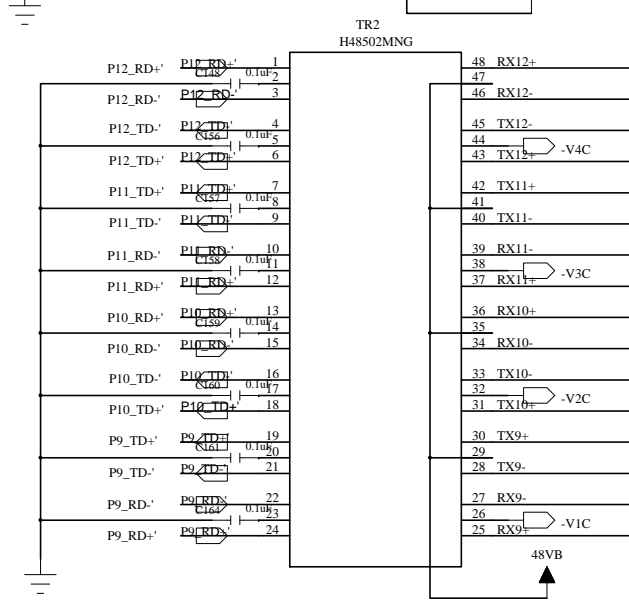 TR2
H48502MNG
P12_RD+' P12_RD+' 1 48 RX12+
C148 0.1uF 2 47
P12_RD-' P12_RD-' 3 46 RX12-
P12_TD-' P12_TD-' 4 45 TX12-
C156 0.1uF 5 44 -V4C
P12_TD+' P12_TD+' 6 43 TX12+
P11_TD+' P11_TD+' 7 42 TX11+
C157 0.1uF 8 41
P11_TD-' P11_TD-' 9 40 TX11-
P11_RD-' P11_RD-' 10 39 RX11-
C158 0.1uF 11 38 -V3C
P11_RD+' P11_RD+' 12 37 RX11+
P10_RD+' P10_RD+' 13 36 RX10+
C159 0.1uF 14 35
P10_RD-' P10_RD-' 15 34 RX10-
P10_TD-' P10_TD-' 16 33 TX10-
C160 0.1uF 17 32 -V2C
P10_TD+' P10_TD+' 18 31 TX10+
P9_TD+' P9_TD+' 19 30 TX9+
C161 0.1uF 20 29
P9_TD-' P9_TD-' 21 28 TX9-
P9_RD-' P9_RD-' 22 27 RX9-
C164 0.1uF 23 26 -V1C
P9_RD+' P9_RD+' 24 25 RX9+
48VB